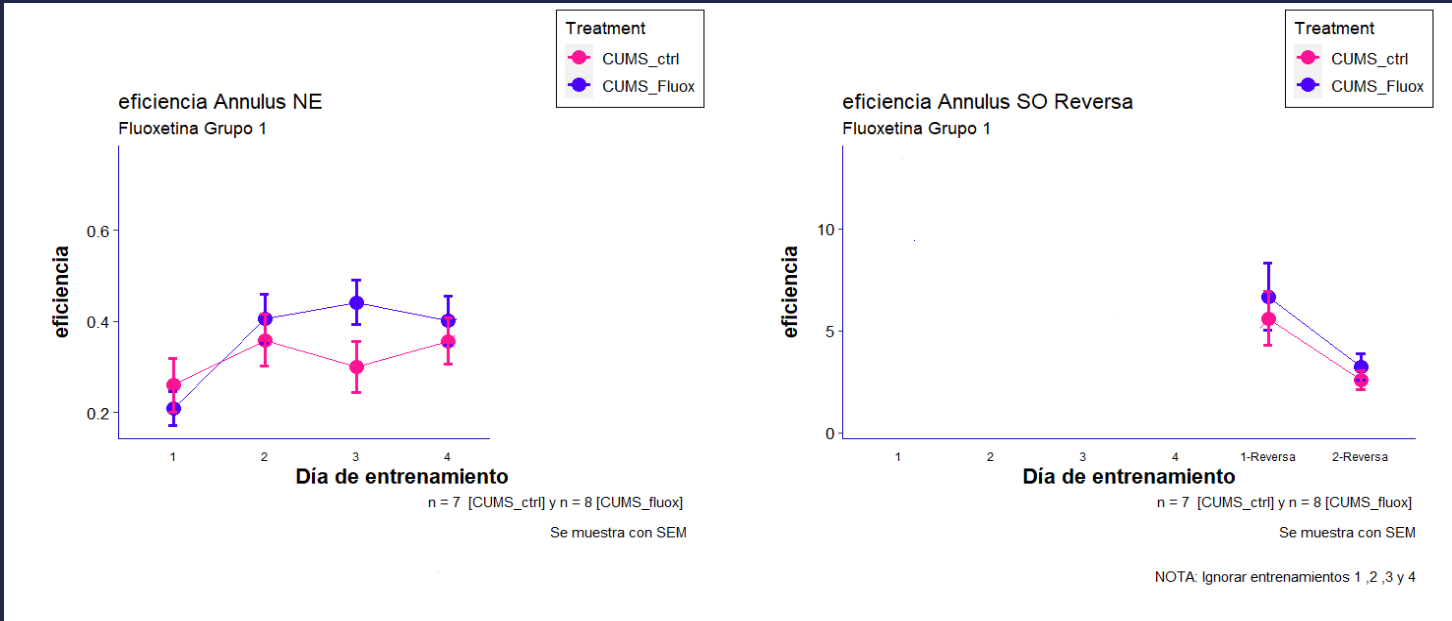 Treatment
CUMS_ctrl
CUMS_Fluox
eficiencia Annulus NE
Fluoxetina Grupo 1
eficiencia
0.6
0.4
0.2
1 2 3 4
Día de entrenamiento
n = 7  [CUMS_ctrl] y n = 8 [CUMS_fluox]
Se muestra con SEM
Treatment
CUMS_ctrl
CUMS_Fluox
eficiencia Annulus SO Reversa
Fluoxetina Grupo 1
eficiencia
10
5
0
1 2 3 4 1-Reversa 2-Reversa
Día de entrenamiento
n = 7  [CUMS_ctrl] y n = 8 [CUMS_fluox]
Se muestra con SEM
NOTA: Ignorar entrenamientos 1 ,2 ,3 y 4